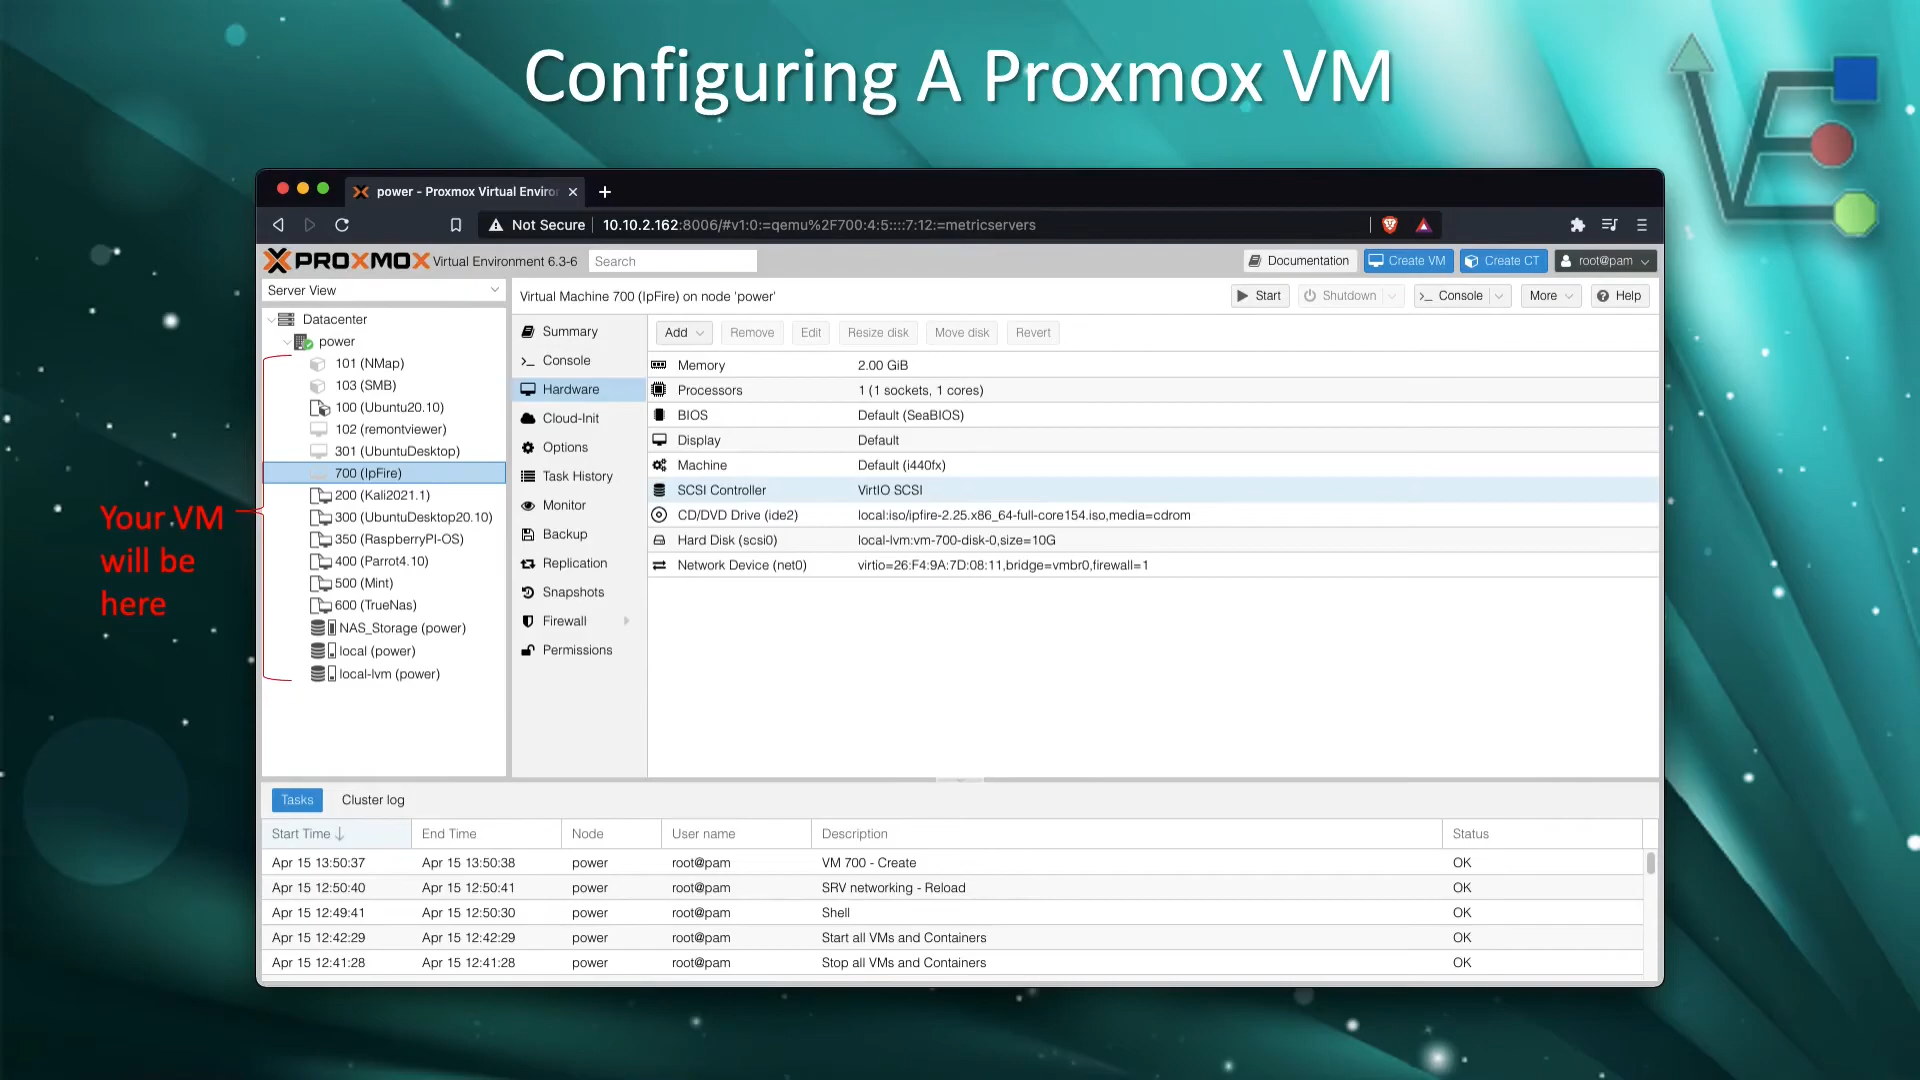 Configuring A Proxmox VM
power - Proxmox Virtual Enviro
Not Secure 10.10.2.162:8006/#v1:0:=qemu%2F700:4:5::::7:12:=metricservers
PROXMOX Virtual Environment 6.3-6 Search Documentation Create VM Create CT root@pam
Server View
Virtual Machine 700 (IpFire) on node 'power' Start Shutdown Console More Help
Datacenter
power
101 (NMap)
103 (SMB)
100 (Ubuntu20.10)
102 (remontviewer)
301 (UbuntuDesktop)
700 (IpFire)
200 (Kali2021.1)
300 (UbuntuDesktop20.10)
350 (RaspberryPI-OS)
400 (Parrot4.10)
500 (Mint)
600 (TrueNas)
NAS_Storage (power)
local (power)
local-lvm (power)
Your VM
will be
here
Summary
Console
Hardware
Cloud-Init
Options
Task History
Monitor
Backup
Replication
Snapshots
Firewall
Permissions
Add Remove Edit Resize disk Move disk Revert
Memory 2.00 GiB
Processors 1 (1 sockets, 1 cores)
BIOS Default (SeaBIOS)
Display Default
Machine Default (i440fx)
SCSI Controller VirtIO SCSI
CD/DVD Drive (ide2) local:iso/ipfire-2.25.x86_64-full-core154.iso,media=cdrom
Hard Disk (scsi0) local-lvm:vm-700-disk-0,size=10G
Network Device (net0) virtio=26:F4:9A:7D:08:11,bridge=vmbr0,firewall=1
Tasks Cluster log
Start Time End Time Node User name Description Status
Apr 15 13:50:37 Apr 15 13:50:38 power root@pam VM 700 - Create OK
Apr 15 12:50:40 Apr 15 12:50:41 power root@pam SRV networking - Reload OK
Apr 15 12:49:41 Apr 15 12:50:30 power root@pam Shell OK
Apr 15 12:42:29 Apr 15 12:42:29 power root@pam Start all VMs and Containers OK
Apr 15 12:41:28 Apr 15 12:41:28 power root@pam Stop all VMs and Containers OK